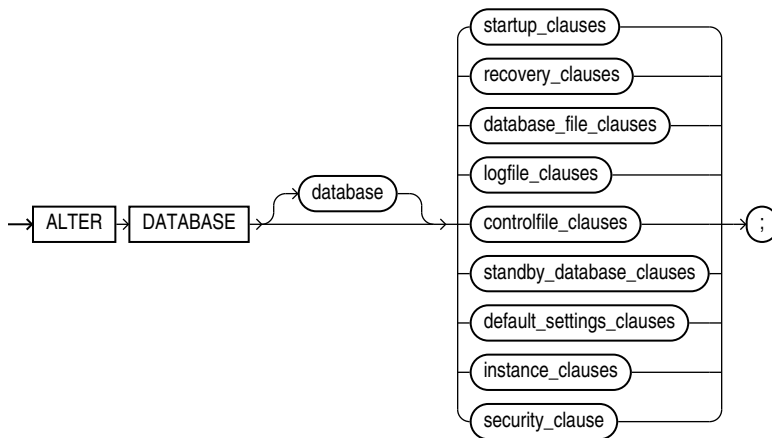 startup_clauses
recovery_clauses
database_file_clauses
logfile_clauses
database
ALTER DATABASE controlfile_clauses ;
standby_database_clauses
default_settings_clauses
instance_clauses
security_clause